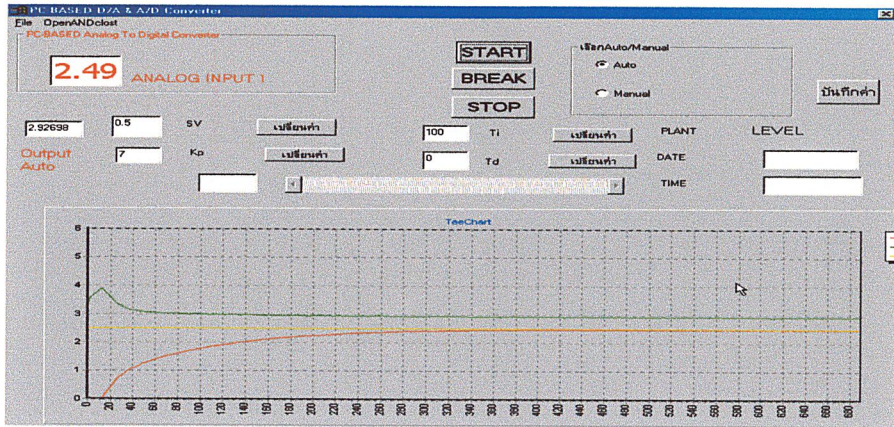 PC BASED D/A & A/D Converter
File OpenANDclost
PC-BASED Analog To Digital Converter
2.49 ANALOG INPUT 1
START
BREAK
STOP
เลือกAuto/Manual
Auto
Manual
บันทึกค่า
2.92698 0.5 SV เปลี่ยนค่า
Output Auto
7 Kp เปลี่ยนค่า
100 Ti เปลี่ยนค่า
0 Td เปลี่ยนค่า
PLANT LEVEL
DATE
TIME
TeeChart
6
5
4
3
2
1
0
0 20 40 60 80 100 120 140 160 180 200 220 240 260 280 300 320 340 360 380 400 420 440 460 480 500 520 540 560 580 600 620 640 660 680